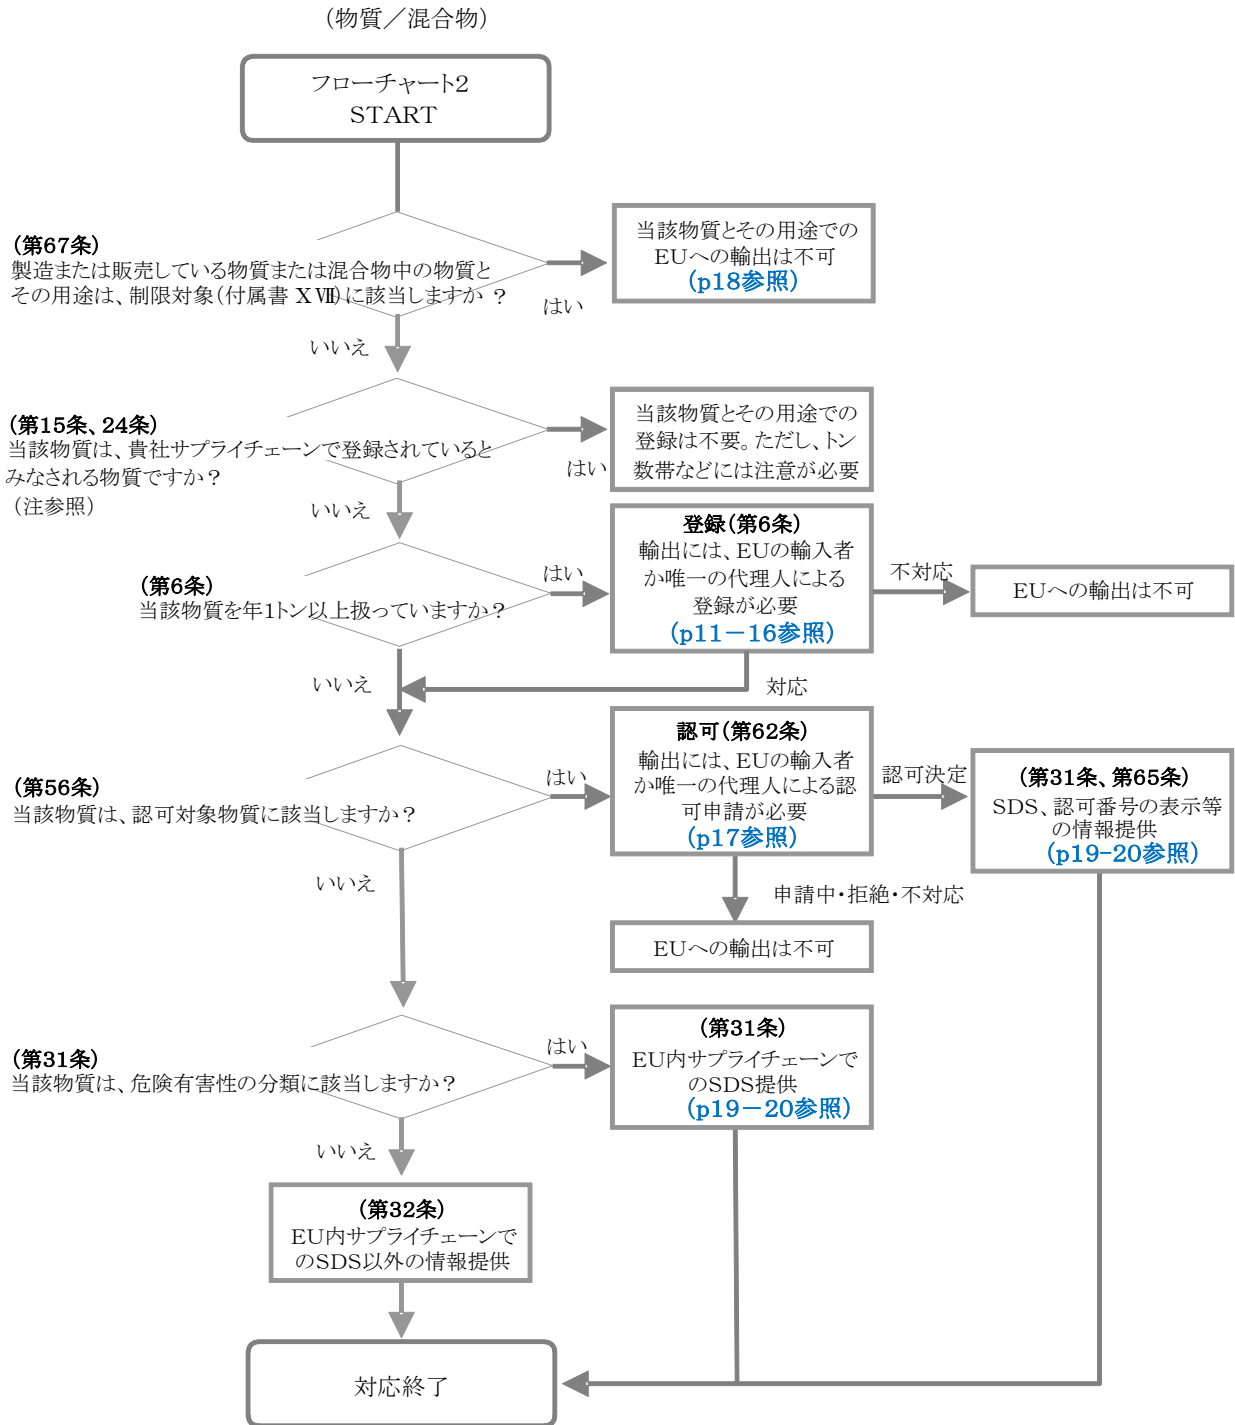 （物質／混合物）
フローチャート2
START
(第67条)
製造または販売している物質または混合物中の物質と
その用途は、制限対象（付属書 ⅩⅦ）に該当しますか ？
はい
当該物質とその用途での
EUへの輸出は不可
(p18参照)
いいえ
(第15条、24条)
当該物質は、貴社サプライチェーンで登録されていると
みなされる物質ですか？
（注参照）
はい
当該物質とその用途での
登録は不要。ただし、トン
数帯などには注意が必要
いいえ
(第6条)
当該物質を年1トン以上扱っていますか？
はい
登録(第6条)
輸出には、EUの輸入者
か唯一の代理人による
登録が必要
(p11－16参照)
不対応
EUへの輸出は不可
いいえ
対応
(第56条)
当該物質は、認可対象物質に該当しますか？
はい
認可(第62条)
輸出には、EUの輸入者
か唯一の代理人による認
可申請が必要
(p17参照)
認可決定
(第31条、第65条)
SDS、認可番号の表示等
の情報提供
(p19-20参照)
いいえ
申請中・拒絶・不対応
EUへの輸出は不可
(第31条)
当該物質は、危険有害性の分類に該当しますか？
はい
(第31条)
EU内サプライチェーンで
のSDS提供
(p19－20参照)
いいえ
(第32条)
EU内サプライチェーンで
のSDS以外の情報提供
対応終了